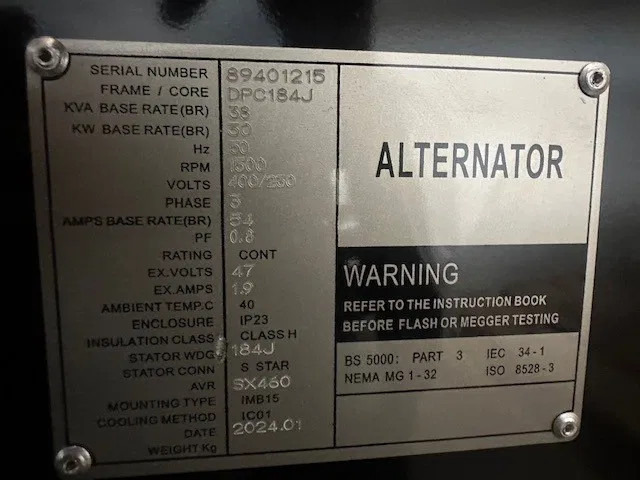 SERIAL NUMBER 89401215
FRAME / CORE DPC184J
KVA BASE RATE(BR) 38
KW BASE RATE(BR) 30
Hz 50
RPM 1500
VOLTS 400/230
PHASE 3
AMPS BASE RATE(BR) 54
PF 0.8
RATING CONT
EX.VOLTS 47
EX.AMPS 1.9
AMBIENT TEMP.C 40
ENCLOSURE IP23
INSULATION CLASS CLASS H
STATOR WDG 184J
STATOR CONN S STAR
AVR SX460
MOUNTING TYPE IMB15
COOLING METHOD IC01
DATE 2024.01
WEIGHT Kg
ALTERNATOR
WARNING
REFER TO THE INSTRUCTION BOOK
BEFORE FLASH OR MEGGER TESTING
BS 5000: PART 3 IEC 34-1
NEMA MG 1-32 ISO 8528-3